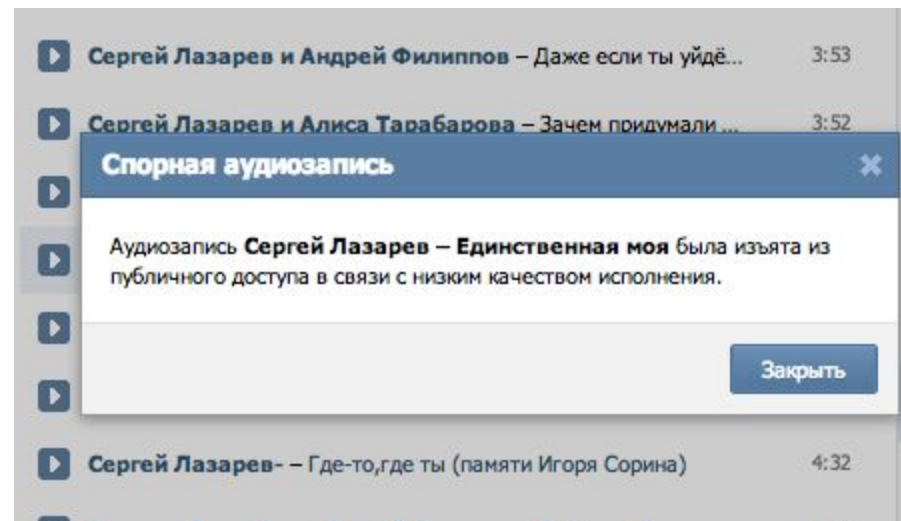 Сергей Лазарев и Андрей Филиппов – Даже если ты уйдё... 3:53
Сергей Лазарев и Алиса Тарабарова – Зачем придумали ... 3:52
Спорная аудиозапись
Аудиозапись Сергей Лазарев – Единственная моя была изъята из
публичного доступа в связи с низким качеством исполнения.
Закрыть
Сергей Лазарев- – Где-то,где ты (памяти Игоря Сорина) 4:32